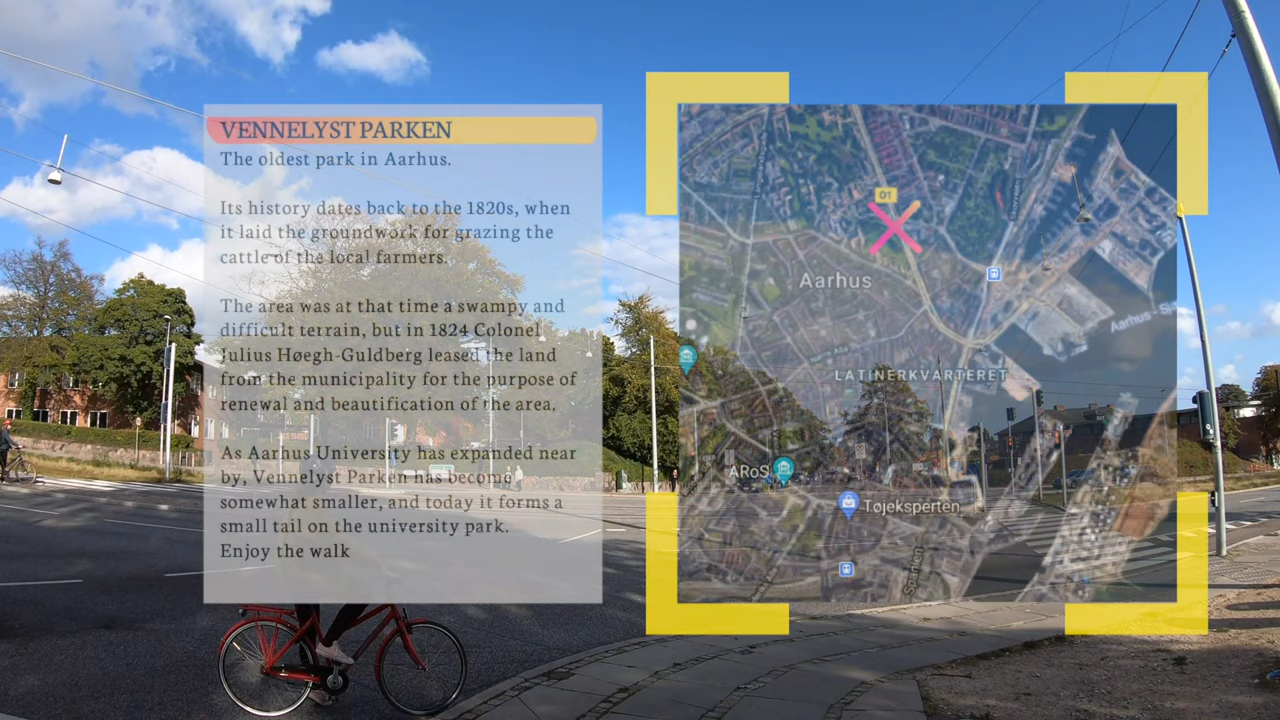 VENNELYST PARKEN
The oldest park in Aarhus.
Its history dates back to the 1820s, when
it laid the groundwork for grazing the
cattle of the local farmers.
The area was at that time a swampy and
difficult terrain, but in 1824 Colonel
Julius Høegh-Guldberg leased the land
from the municipality for the purpose of
renewal and beautification of the area.
As Aarhus University has expanded near
by, Vennelyst Parken has become
somewhat smaller, and today it forms a
small tail on the university park.
Enjoy the walk
01
Aarhus
Aarhus -
LATINERKVARTERET
ARoS
Tøjeksperten
Spanien